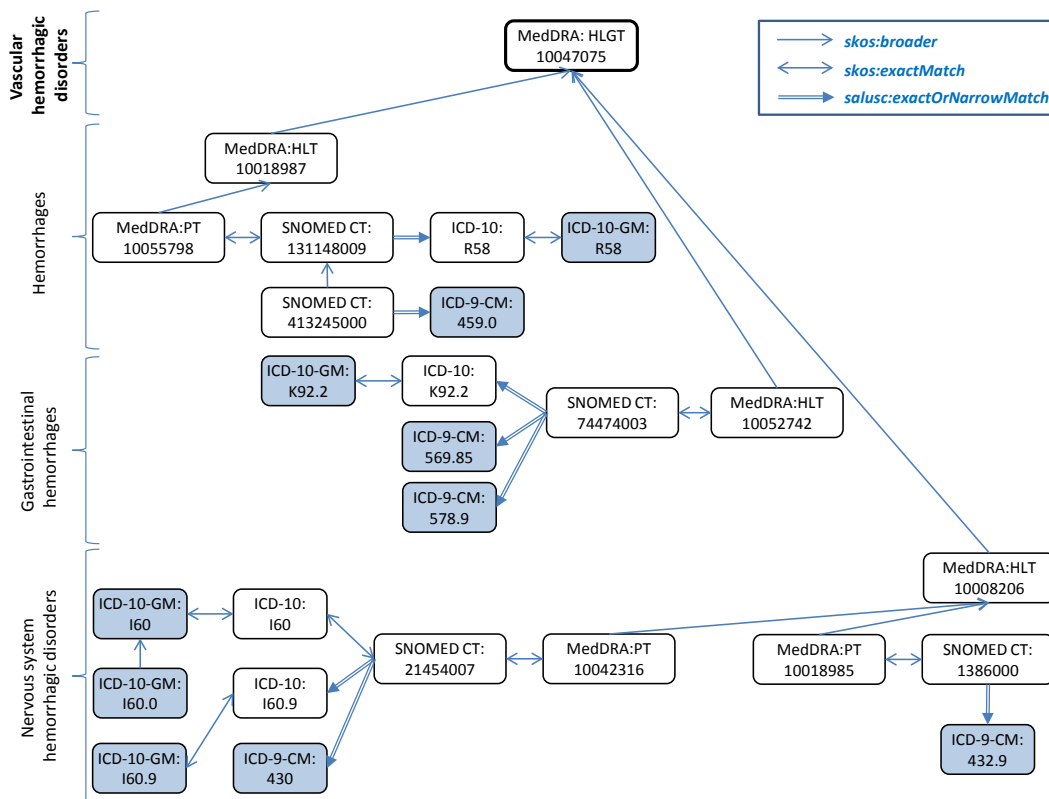 Vascular
hemorrhagic
disorders
MedDRA: HLGT
10047075
skos:broader
skos:exactMatch
salusc:exactOrNarrowMatch
Hemorrhages
MedDRA:HLT
10018987
MedDRA:PT
10055798
SNOMED CT:
131148009
ICD-10:
R58
ICD-10-GM:
R58
SNOMED CT:
413245000
ICD-9-CM:
459.0
Gastrointestinal
hemorrhages
ICD-10-GM:
K92.2
ICD-10:
K92.2
SNOMED CT:
74474003
MedDRA:HLT
10052742
ICD-9-CM:
569.85
ICD-9-CM:
578.9
Nervous system
hemorrhagic disorders
MedDRA:HLT
10008206
ICD-10-GM:
I60
ICD-10:
I60
SNOMED CT:
21454007
MedDRA:PT
10042316
MedDRA:PT
10018985
SNOMED CT:
1386000
ICD-10-GM:
I60.0
ICD-10:
I60.9
ICD-10-GM:
I60.9
ICD-9-CM:
430
ICD-9-CM:
432.9